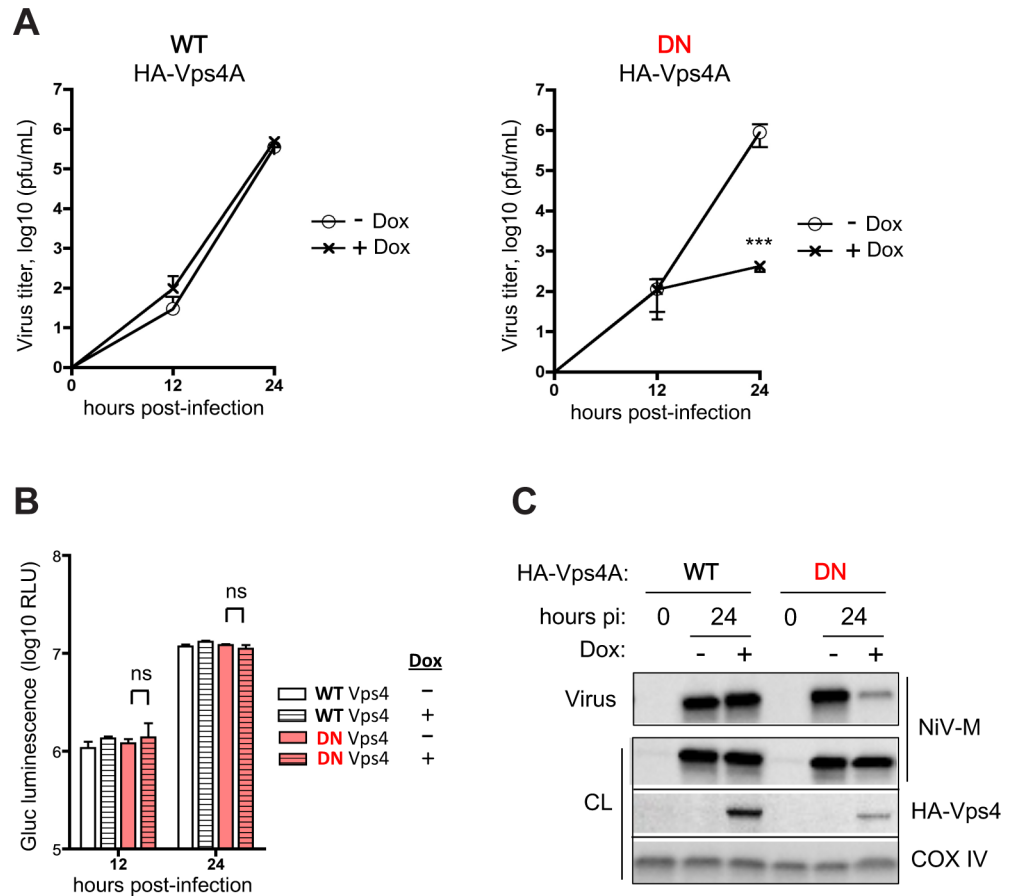 A
WT
HA-Vps4A
Virus titer, log10 (pfu/mL)
7
6
5
4
3
2
1
0
0 12 24
hours post-infection
- Dox
+ Dox
DN
HA-Vps4A
Virus titer, log10 (pfu/mL)
7
6
5
4
3
2
1
0
0 12 24
hours post-infection
***
- Dox
+ Dox
B
Gluc luminescence (log10 RLU)
8
7
6
5
ns
ns
12 24
hours post-infection
Dox
WT Vps4 −
WT Vps4 +
DN Vps4 −
DN Vps4 +
C
HA-Vps4A: WT DN
hours pi: 0 24 0 24
Dox: - + - +
Virus
NiV-M
CL
HA-Vps4
COX IV